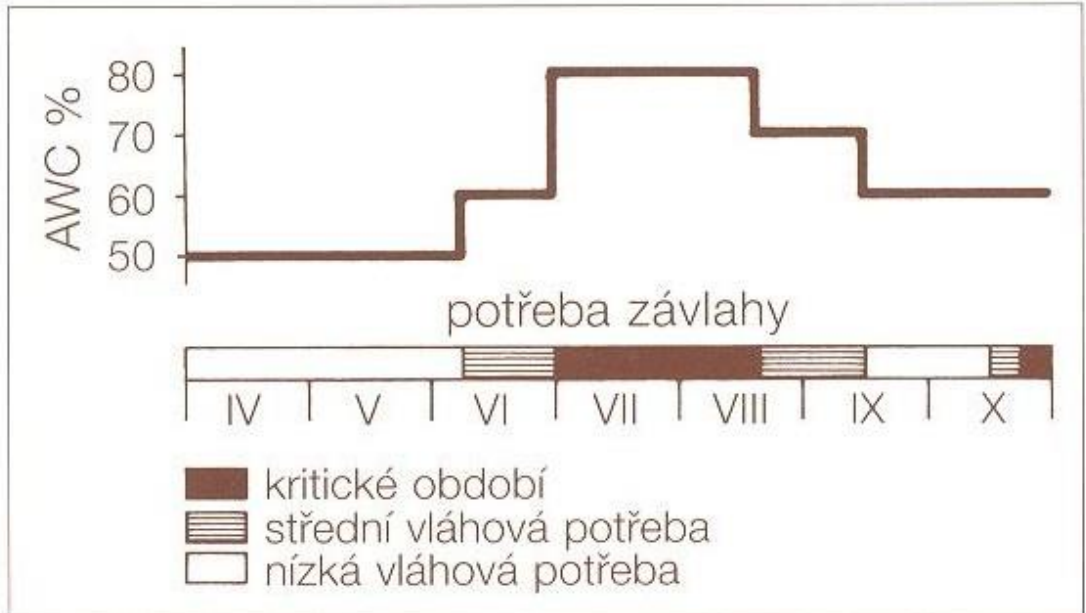 AWC %
80
70
60
50
potřeba závlahy
IV V VI VII VIII IX X
kritické období
střední vláhová potřeba
nízká vláhová potřeba